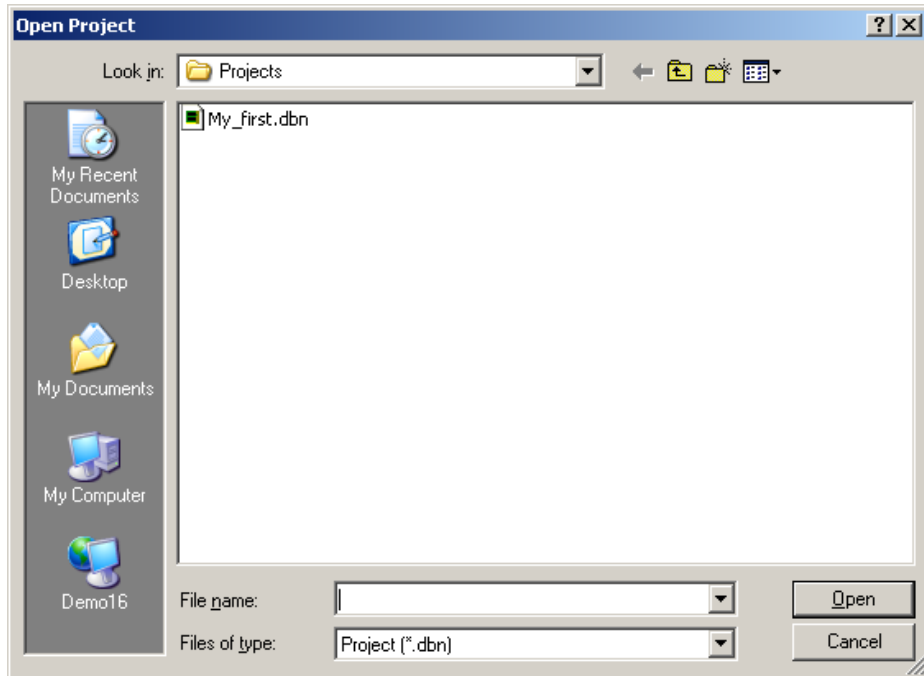 Open Project
Look in: Projects
My_first.dbn
My Recent
Documents
Desktop
My Documents
My Computer
Demo16
File name:
Open
Files of type: Project (*.dbn)
Cancel